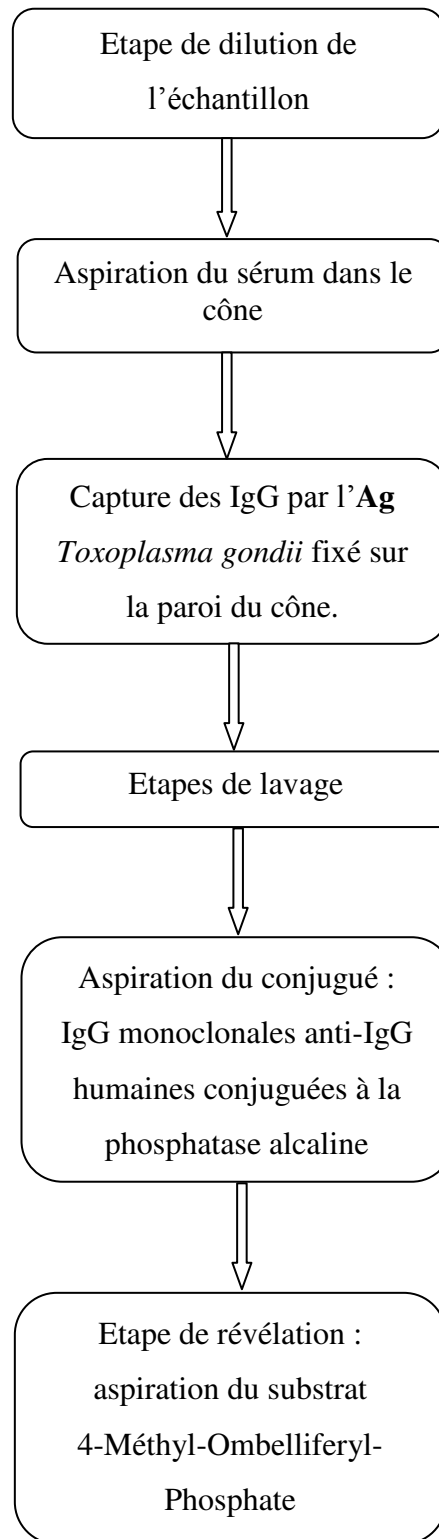 Etape de dilution de
l’échantillon
Aspiration du sérum dans le
cône
Capture des IgG par l’Ag
Toxoplasma gondii fixé sur
la paroi du cône.
Etapes de lavage
Aspiration du conjugué :
IgG monoclonales anti-IgG
humaines conjuguées à la
phosphatase alcaline
Etape de révélation :
aspiration du substrat
4-Méthyl-Ombelliferyl-
Phosphate